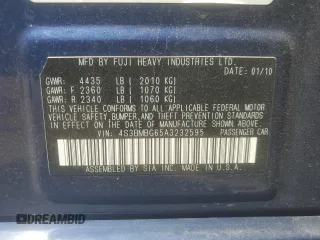 MFD BY FUJI HEAVY INDUSTRIES LTD.
DATE: 01/10
GVWR: 4435 LB (2010 KG)
GAWR: F 2360 LB (1070 KG)
GAWR: R 2340 LB (1060 KG)
THIS VEHICLE CONFORMS TO ALL APPLICABLE FEDERAL MOTOR
VEHICLE SAFETY, BUMPER, AND THEFT PREVENTION STANDARDS
IN EFFECT ON THE DATE OF MANUFACTURE SHOWN ABOVE.
VIN: 4S3BMBG65A3232595 PASSENGER CAR
ASSEMBLED BY SIA INC. MADE IN U.S.A.
DREAMBID